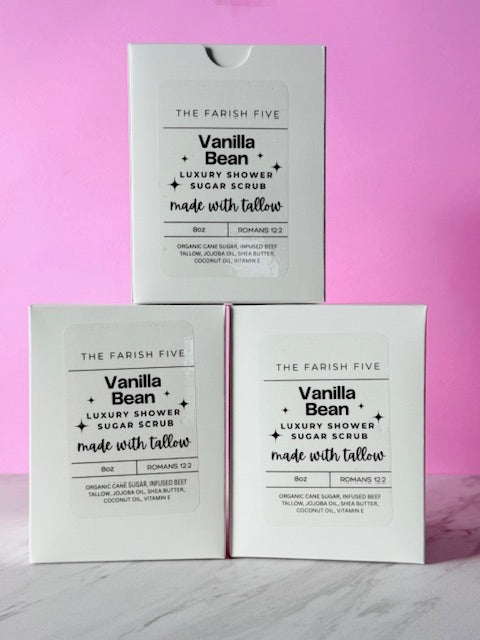 THE FARISH FIVE
Vanilla
Bean
LUXURY SHOWER
SUGAR SCRUB
made with tallow
8oz ROMANS 12:2
ORGANIC CANE SUGAR, INFUSED BEEF
TALLOW, JOJOBA OIL, SHEA BUTTER,
COCONUT OIL, VITAMIN E
THE FARISH FIVE
Vanilla
Bean
LUXURY SHOWER
SUGAR SCRUB
made with tallow
8oz ROMANS 12:2
ORGANIC CANE SUGAR, INFUSED BEEF
TALLOW, JOJOBA OIL, SHEA BUTTER,
COCONUT OIL, VITAMIN E
THE FARISH FIVE
Vanilla
Bean
LUXURY SHOWER
SUGAR SCRUB
made with tallow
8oz ROMANS 12:2
ORGANIC CANE SUGAR, INFUSED BEEF
TALLOW, JOJOBA OIL, SHEA BUTTER,
COCONUT OIL, VITAMIN E